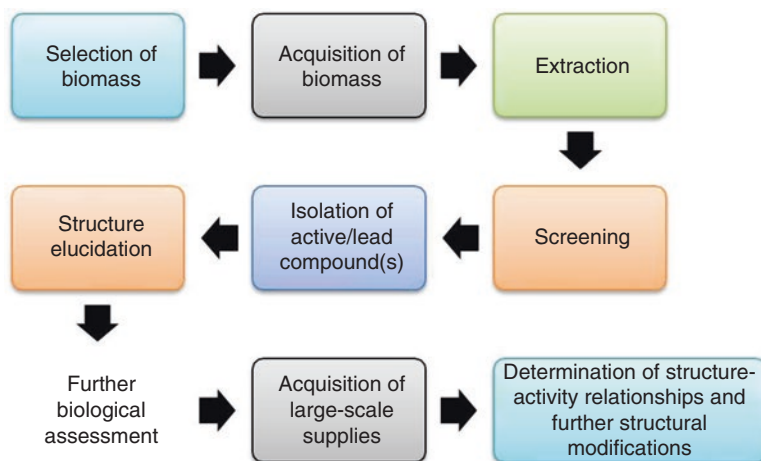 Selection of
biomass
Acquisition of
biomass
Extraction
Screening
Isolation of
active/lead
compound(s)
Structure
elucidation
Further
biological
assessment
Acquisition of
large-scale
supplies
Determination of structure-
activity relationships and
further structural
modifications